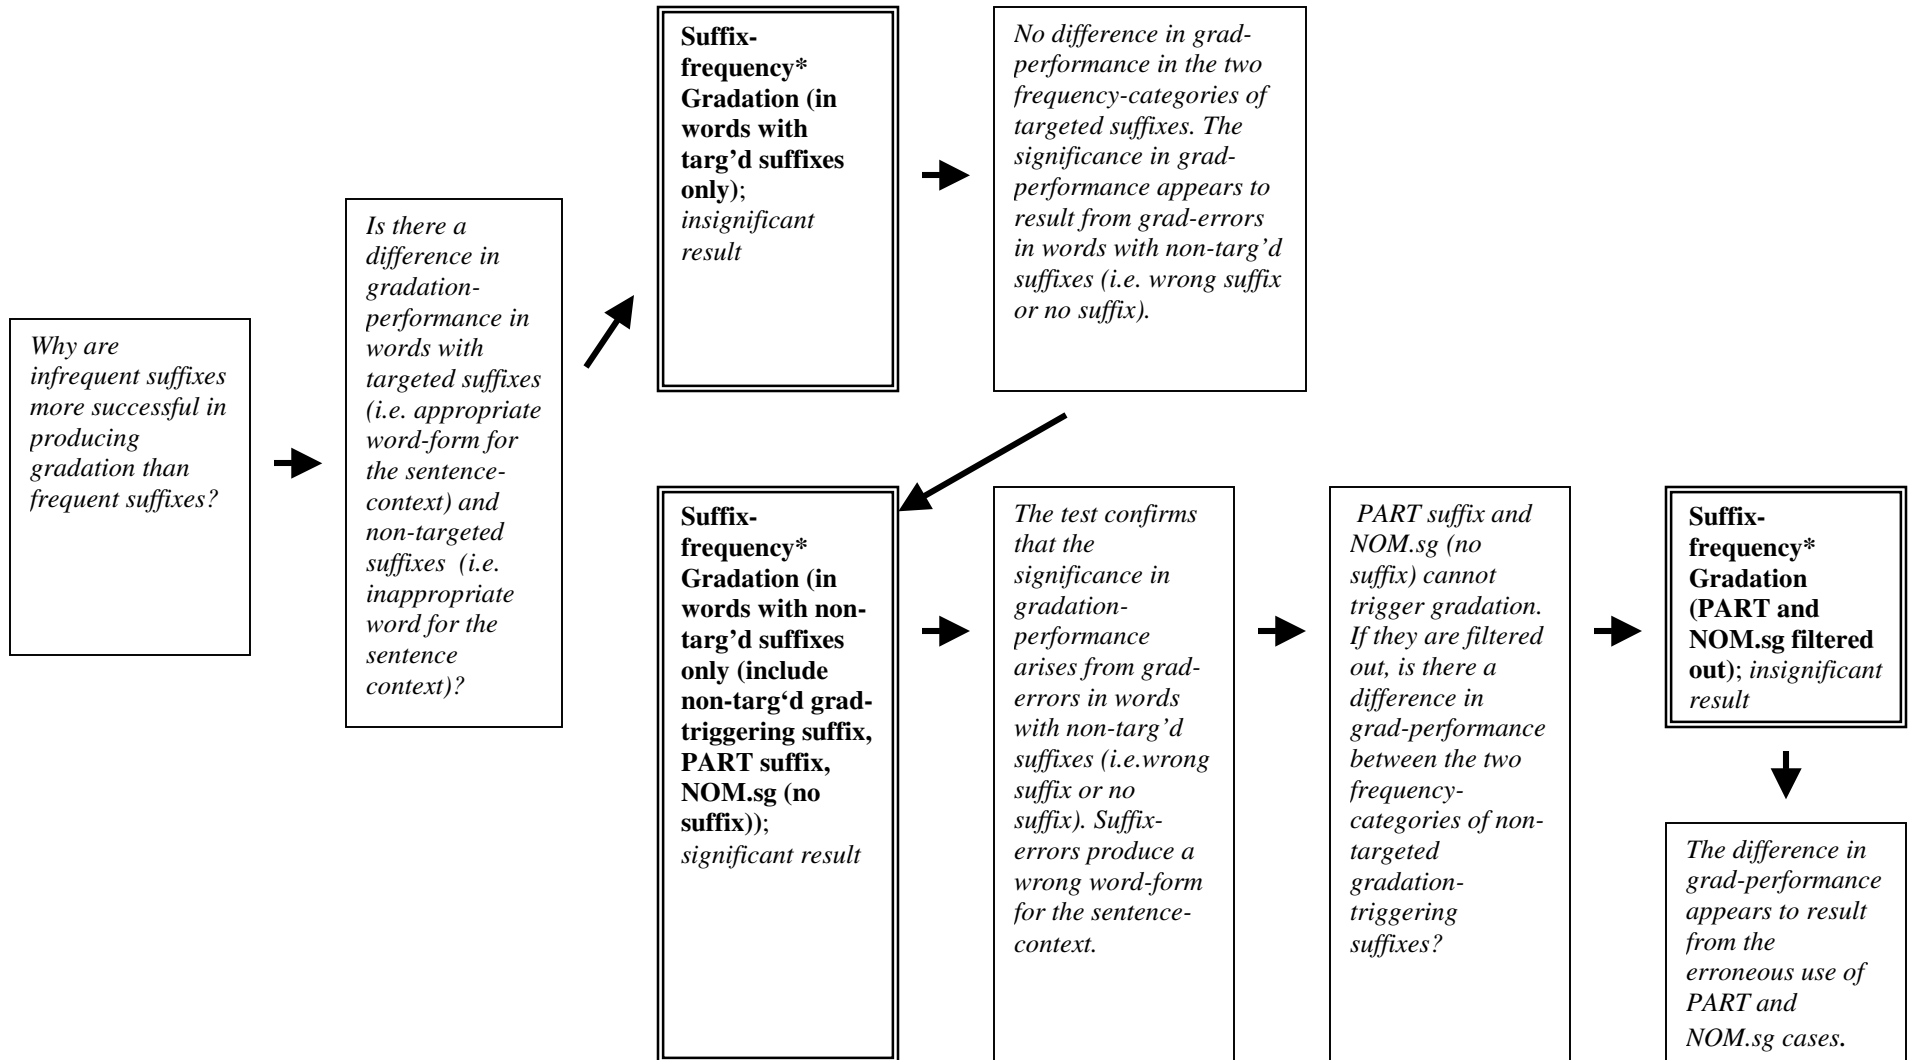 Why are
infrequent suffixes
more successful in
producing
gradation than
frequent suffixes?
Is there a
difference in
gradation-
performance in
words with
targeted suffixes
(i.e. appropriate
word-form for
the sentence-
context) and
non-targeted
suffixes (i.e.
inappropriate
word for the
sentence
context)?
Suffix-
frequency*
Gradation (in
words with
targ’d suffixes
only);
insignificant
result
No difference in grad-
performance in the two
frequency-categories of
targeted suffixes. The
significance in grad-
performance appears to
result from grad-errors
in words with non-targ’d
suffixes (i.e. wrong suffix
or no suffix).
Suffix-
frequency*
Gradation (in
words with non-
targ’d suffixes
only (include
non-targ‘d grad-
triggering suffix,
PART suffix,
NOM.sg (no
suffix));
significant result
The test confirms
that the
significance in
gradation-
performance
arises from grad-
errors in words
with non-targ’d
suffixes (i.e.wrong
suffix or no
suffix). Suffix-
errors produce a
wrong word-form
for the sentence-
context.
PART suffix and
NOM.sg (no
suffix) cannot
trigger gradation.
If they are filtered
out, is there a
difference in
grad-performance
between the two
frequency-
categories of non-
targeted
gradation-
triggering
suffixes?
Suffix-
frequency*
Gradation
(PART and
NOM.sg filtered
out); insignificant
result
The difference in
grad-performance
appears to result
from the
erroneous use of
PART and
NOM.sg cases.